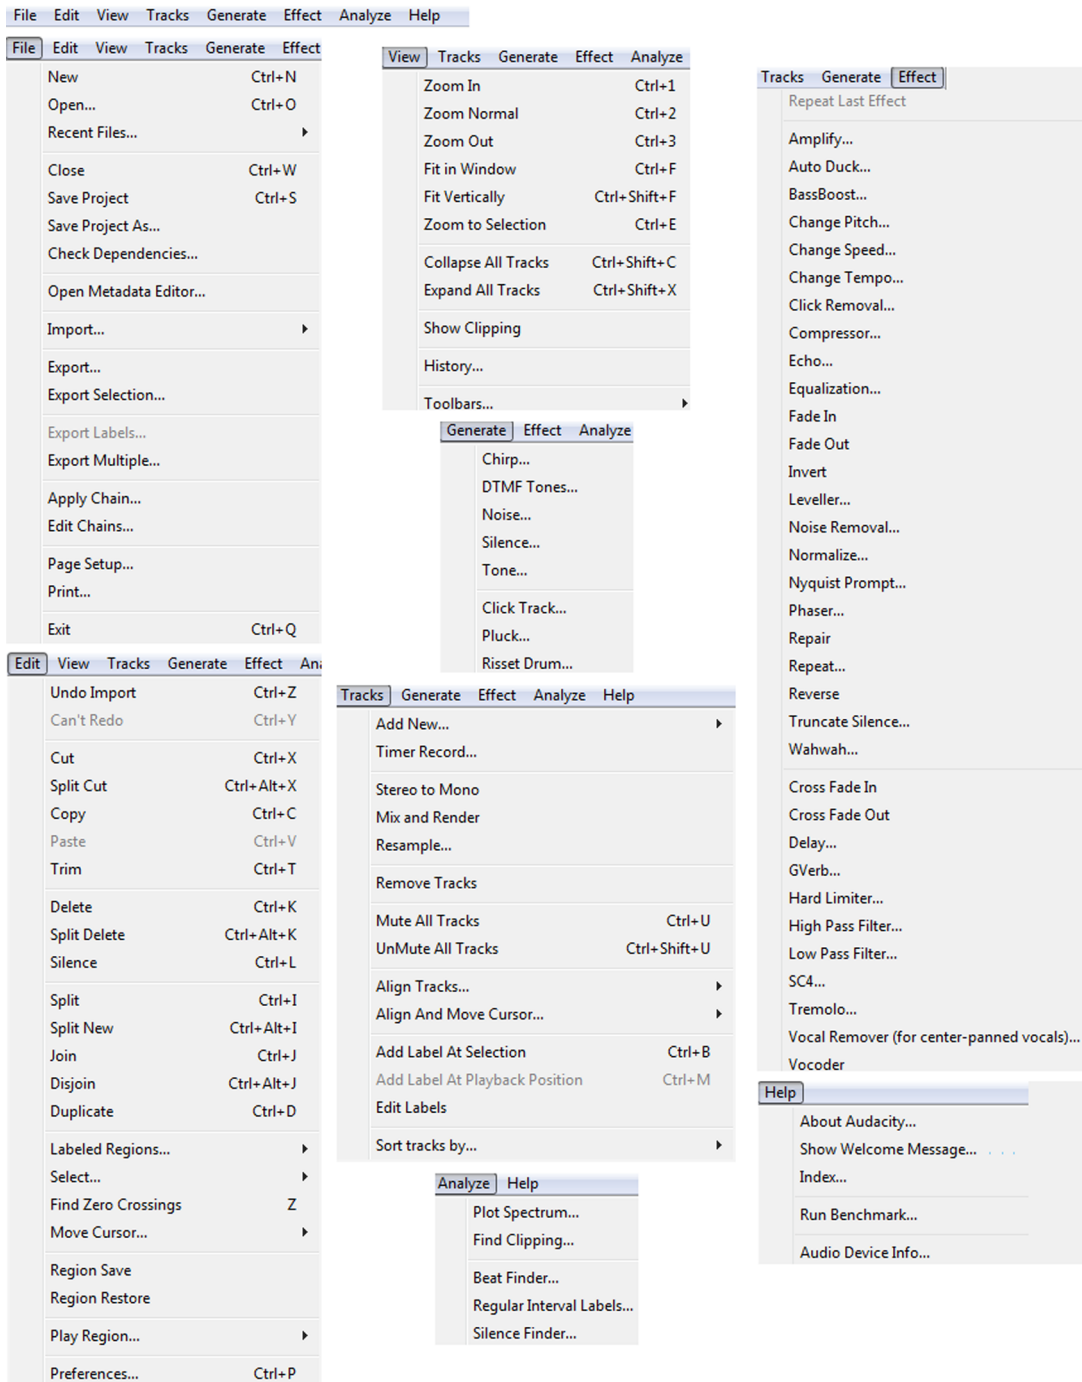 File Edit View Tracks Generate Effect Analyze Help
File Edit View Tracks Generate Effect
New Ctrl+N
Open... Ctrl+O
Recent Files...
Close Ctrl+W
Save Project Ctrl+S
Save Project As...
Check Dependencies...
Open Metadata Editor...
Import...
Export...
Export Selection...
Export Labels...
Export Multiple...
Apply Chain...
Edit Chains...
Page Setup...
Print...
Exit Ctrl+Q
Edit View Tracks Generate Effect An
Undo Import Ctrl+Z
Can't Redo Ctrl+Y
Cut Ctrl+X
Split Cut Ctrl+Alt+X
Copy Ctrl+C
Paste Ctrl+V
Trim Ctrl+T
Delete Ctrl+K
Split Delete Ctrl+Alt+K
Silence Ctrl+L
Split Ctrl+I
Split New Ctrl+Alt+I
Join Ctrl+J
Disjoin Ctrl+Alt+J
Duplicate Ctrl+D
Labeled Regions...
Select...
Find Zero Crossings Z
Move Cursor...
Region Save
Region Restore
Play Region...
Preferences... Ctrl+P
View Tracks Generate Effect Analyze
Zoom In Ctrl+1
Zoom Normal Ctrl+2
Zoom Out Ctrl+3
Fit in Window Ctrl+F
Fit Vertically Ctrl+Shift+F
Zoom to Selection Ctrl+E
Collapse All Tracks Ctrl+Shift+C
Expand All Tracks Ctrl+Shift+X
Show Clipping
History...
Toolbars...
Generate Effect Analyze
Chirp...
DTMF Tones...
Noise...
Silence...
Tone...
Click Track...
Pluck...
Risset Drum...
Tracks Generate Effect Analyze Help
Add New...
Timer Record...
Stereo to Mono
Mix and Render
Resample...
Remove Tracks
Mute All Tracks Ctrl+U
UnMute All Tracks Ctrl+Shift+U
Align Tracks...
Align And Move Cursor...
Add Label At Selection Ctrl+B
Add Label At Playback Position Ctrl+M
Edit Labels
Sort tracks by...
Analyze Help
Plot Spectrum...
Find Clipping...
Beat Finder...
Regular Interval Labels...
Silence Finder...
Tracks Generate Effect
Repeat Last Effect
Amplify...
Auto Duck...
BassBoost...
Change Pitch...
Change Speed...
Change Tempo...
Click Removal...
Compressor...
Echo...
Equalization...
Fade In
Fade Out
Invert
Leveller...
Noise Removal...
Normalize...
Nyquist Prompt...
Phaser...
Repair
Repeat...
Reverse
Truncate Silence...
Wahwah...
Cross Fade In
Cross Fade Out
Delay...
GVerb...
Hard Limiter...
High Pass Filter...
Low Pass Filter...
SC4...
Tremolo...
Vocal Remover (for center-panned vocals)...
Vocoder
Help
About Audacity...
Show Welcome Message...
Index...
Run Benchmark...
Audio Device Info...